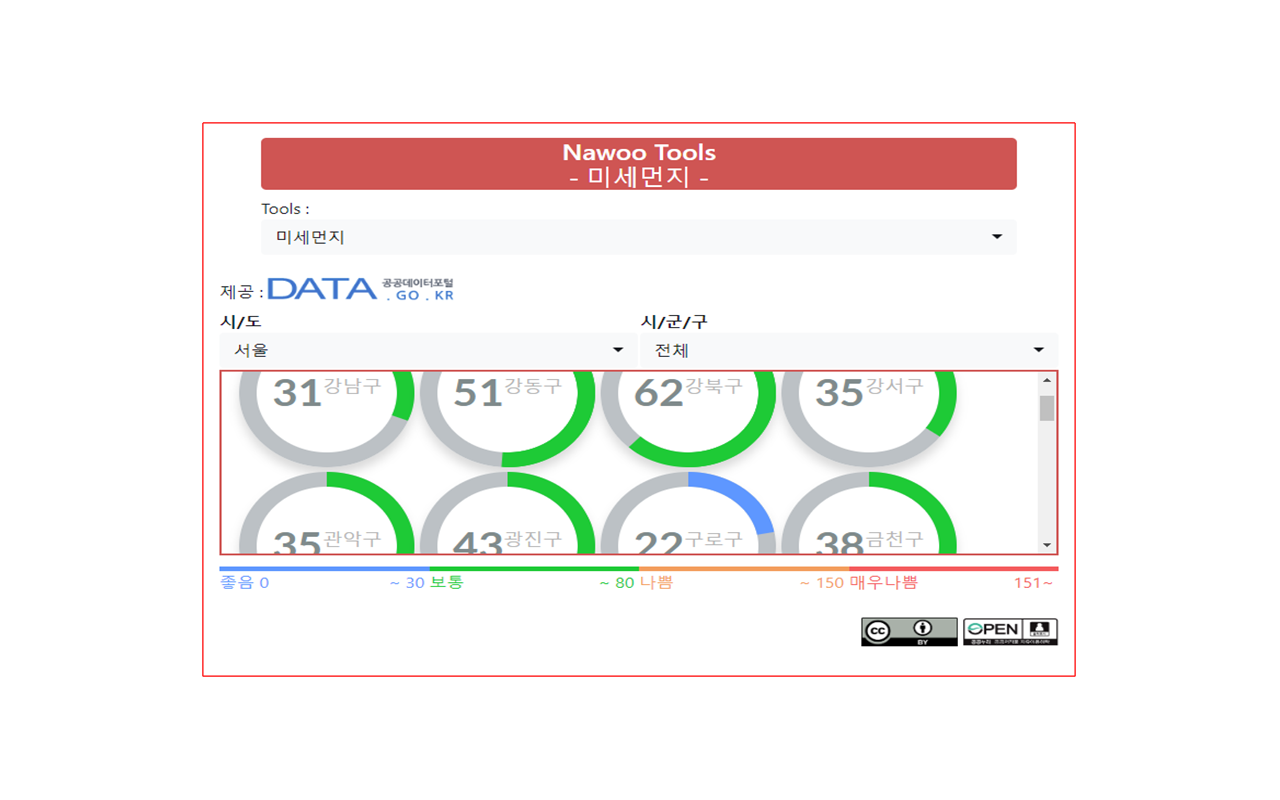 Nawoo Tools
- 미세먼지 -
Tools :
미세먼지
제공 : DATA 공공데이터포털 . GO . KR
시/도 시/군/구
서울 전체
31 강남구 51 강동구 62 강북구 35 강서구
35 관악구 43 광진구 22 구로구 38 금천구
좋음 0 ~ 30 보통 ~ 80 나쁨 ~ 150 매우나쁨 151~
cc BY OPEN